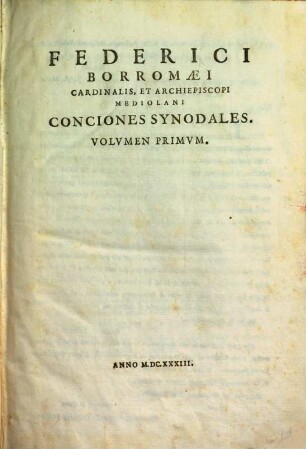 FEDERICI
BORROMÆI
CARDINALIS, ET ARCHIEPISCOPI
MEDIOLANI
CONCIONES SYNODALES.
VOLVMEN PRIMVM.
ANNO M.DC.XXXIII.